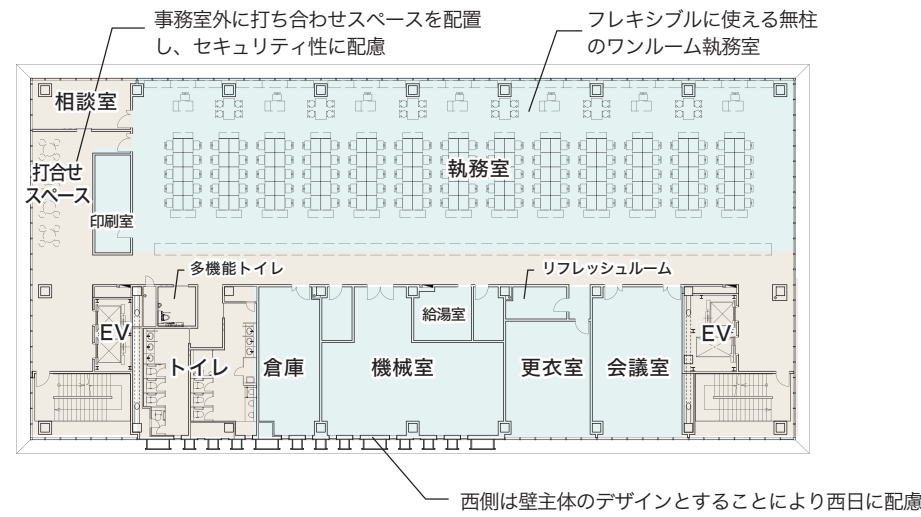 事務室外に打ち合わせスペースを配置
し、セキュリティ性に配慮
フレキシブルに使える無柱
のワンルーム執務室
相談室
打合せ
スペース
執務室
印刷室
多機能トイレ
リフレッシュルーム
給湯室
EV
トイレ
倉庫
機械室
更衣室
会議室
EV
西側は壁主体のデザインとすることにより西日に配慮